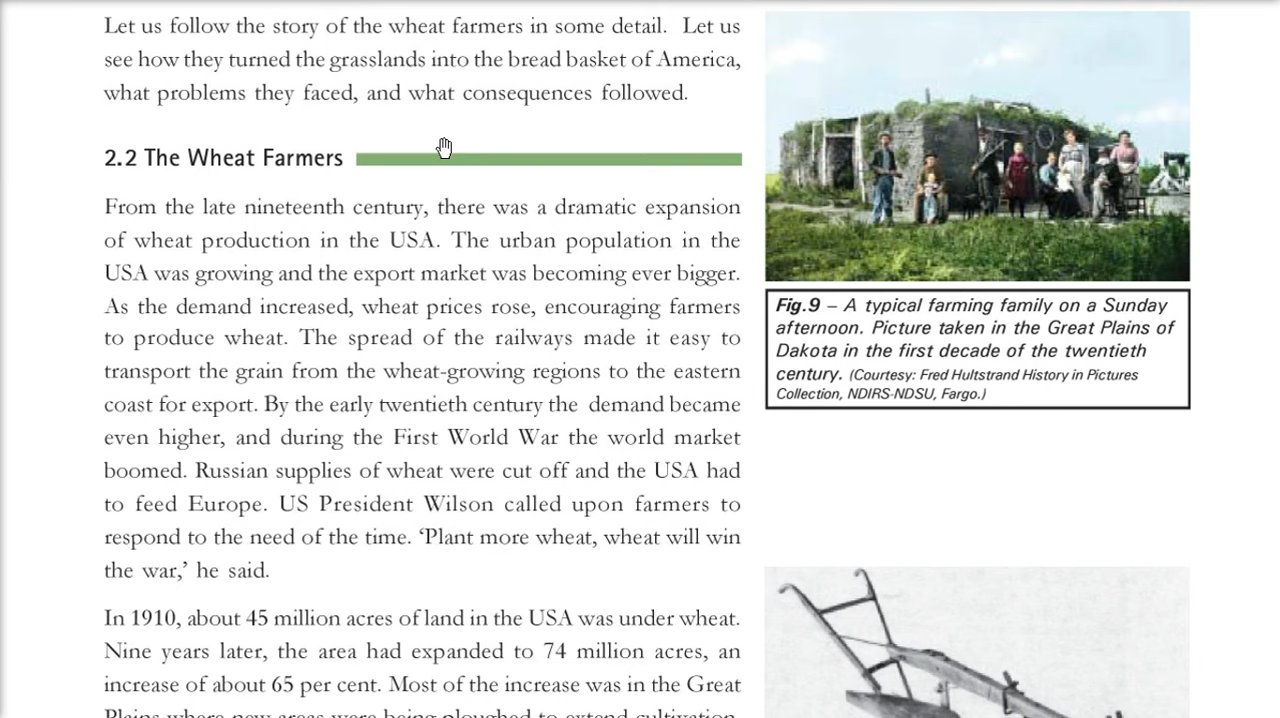 Let us follow the story of the wheat farmers in some detail. Let us
see how they turned the grasslands into the bread basket of America,
what problems they faced, and what consequences followed.
2.2 The Wheat Farmers
From the late nineteenth century, there was a dramatic expansion
of wheat production in the USA. The urban population in the
USA was growing and the export market was becoming ever bigger.
As the demand increased, wheat prices rose, encouraging farmers
to produce wheat. The spread of the railways made it easy to
transport the grain from the wheat-growing regions to the eastern
coast for export. By the early twentieth century the demand became
even higher, and during the First World War the world market
boomed. Russian supplies of wheat were cut off and the USA had
to feed Europe. US President Wilson called upon farmers to
respond to the need of the time. ‘Plant more wheat, wheat will win
the war,’ he said.
In 1910, about 45 million acres of land in the USA was under wheat.
Nine years later, the area had expanded to 74 million acres, an
increase of about 65 per cent. Most of the increase was in the Great
Plains where new areas were being ploughed to extend cultivation.
Fig.9 – A typical farming family on a Sunday
afternoon. Picture taken in the Great Plains of
Dakota in the first decade of the twentieth
century. (Courtesy: Fred Hultstrand History in Pictures
Collection, NDIRS-NDSU, Fargo.)